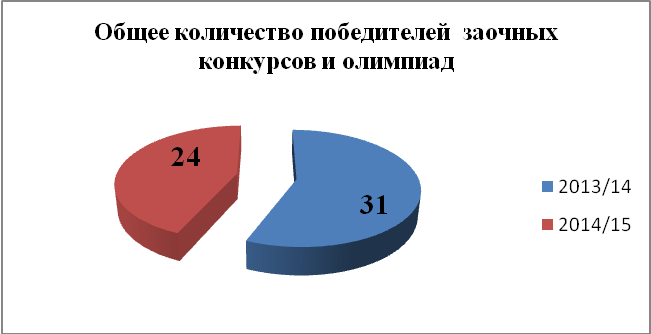 Общее количество победителей заочных
конкурсов и олимпиад
24
31
2013/14
2014/15